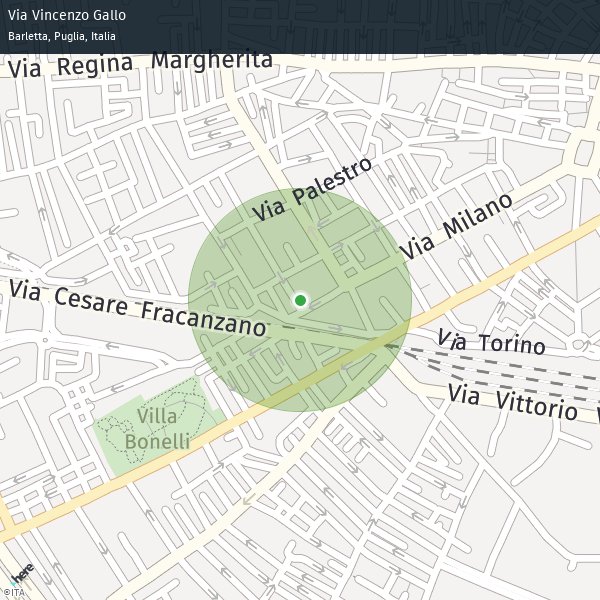 Via Vincenzo Gallo
Barletta, Puglia, Italia
Via Regina Margherita
Via Palestro
Via Milano
Via Cesare Fracanzano
Via Torino
Via Vittorio
Villa
Bonelli
here
©ITA